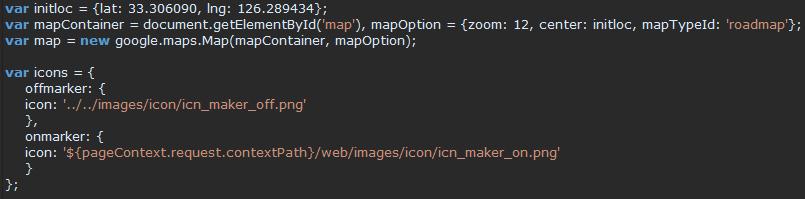 var initloc = {lat: 33.306090, lng: 126.289434};
var mapContainer = document.getElementById('map'), mapOption = {zoom: 12, center: initloc, mapTypeId: 'roadmap'};
var map = new google.maps.Map(mapContainer, mapOption);
var icons = {
offmarker: {
icon: '../../images/icon/icn_maker_off.png'
},
onmarker: {
icon: '${pageContext.request.contextPath}/web/images/icon/icn_maker_on.png'
}
};